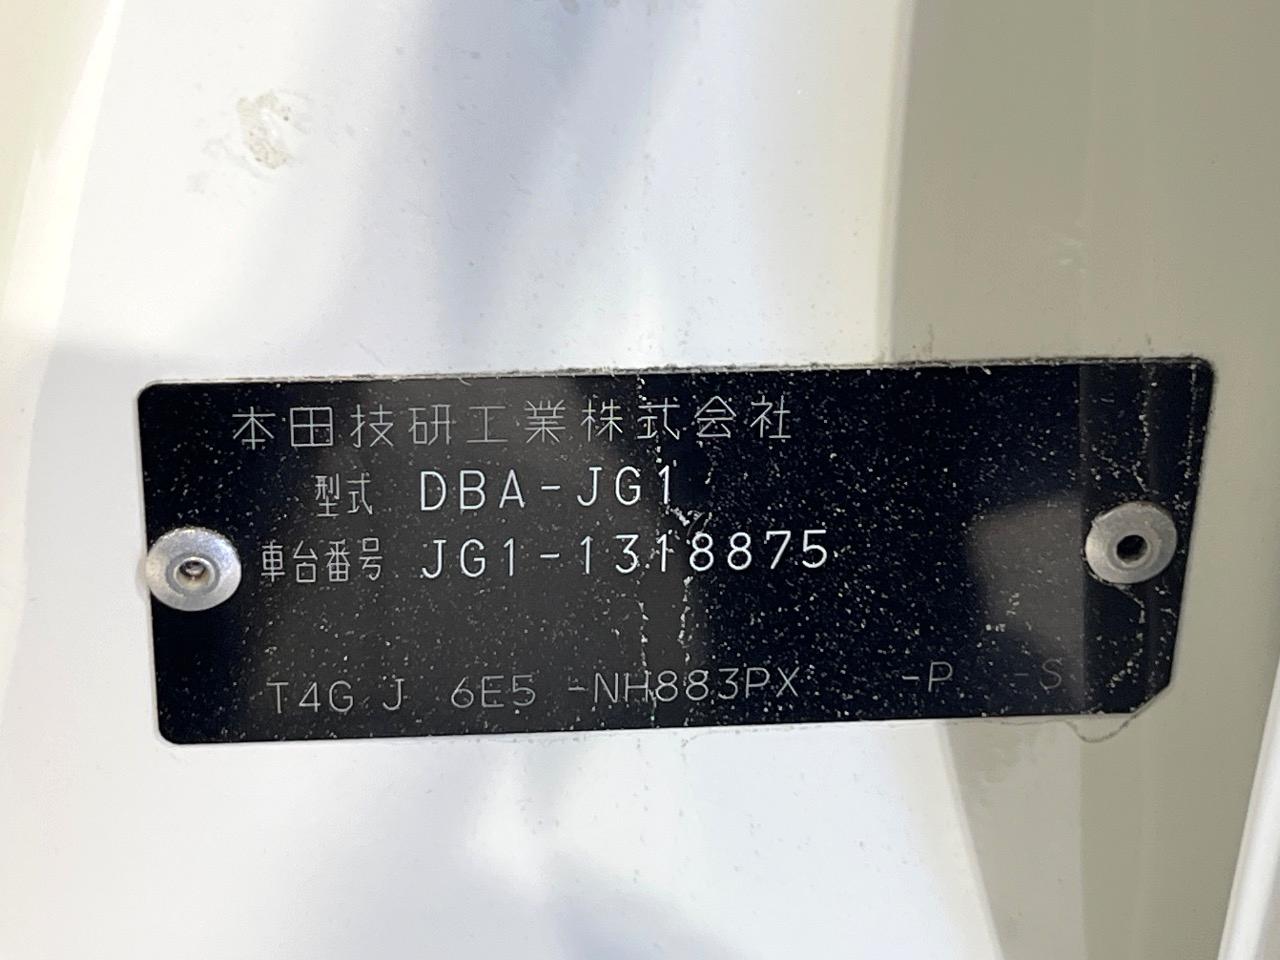 本田技研工業株式会社
型式 DBA-JG1
車台番号 JG1-1318875
T4G J 6E5 -NH883PX -P -S